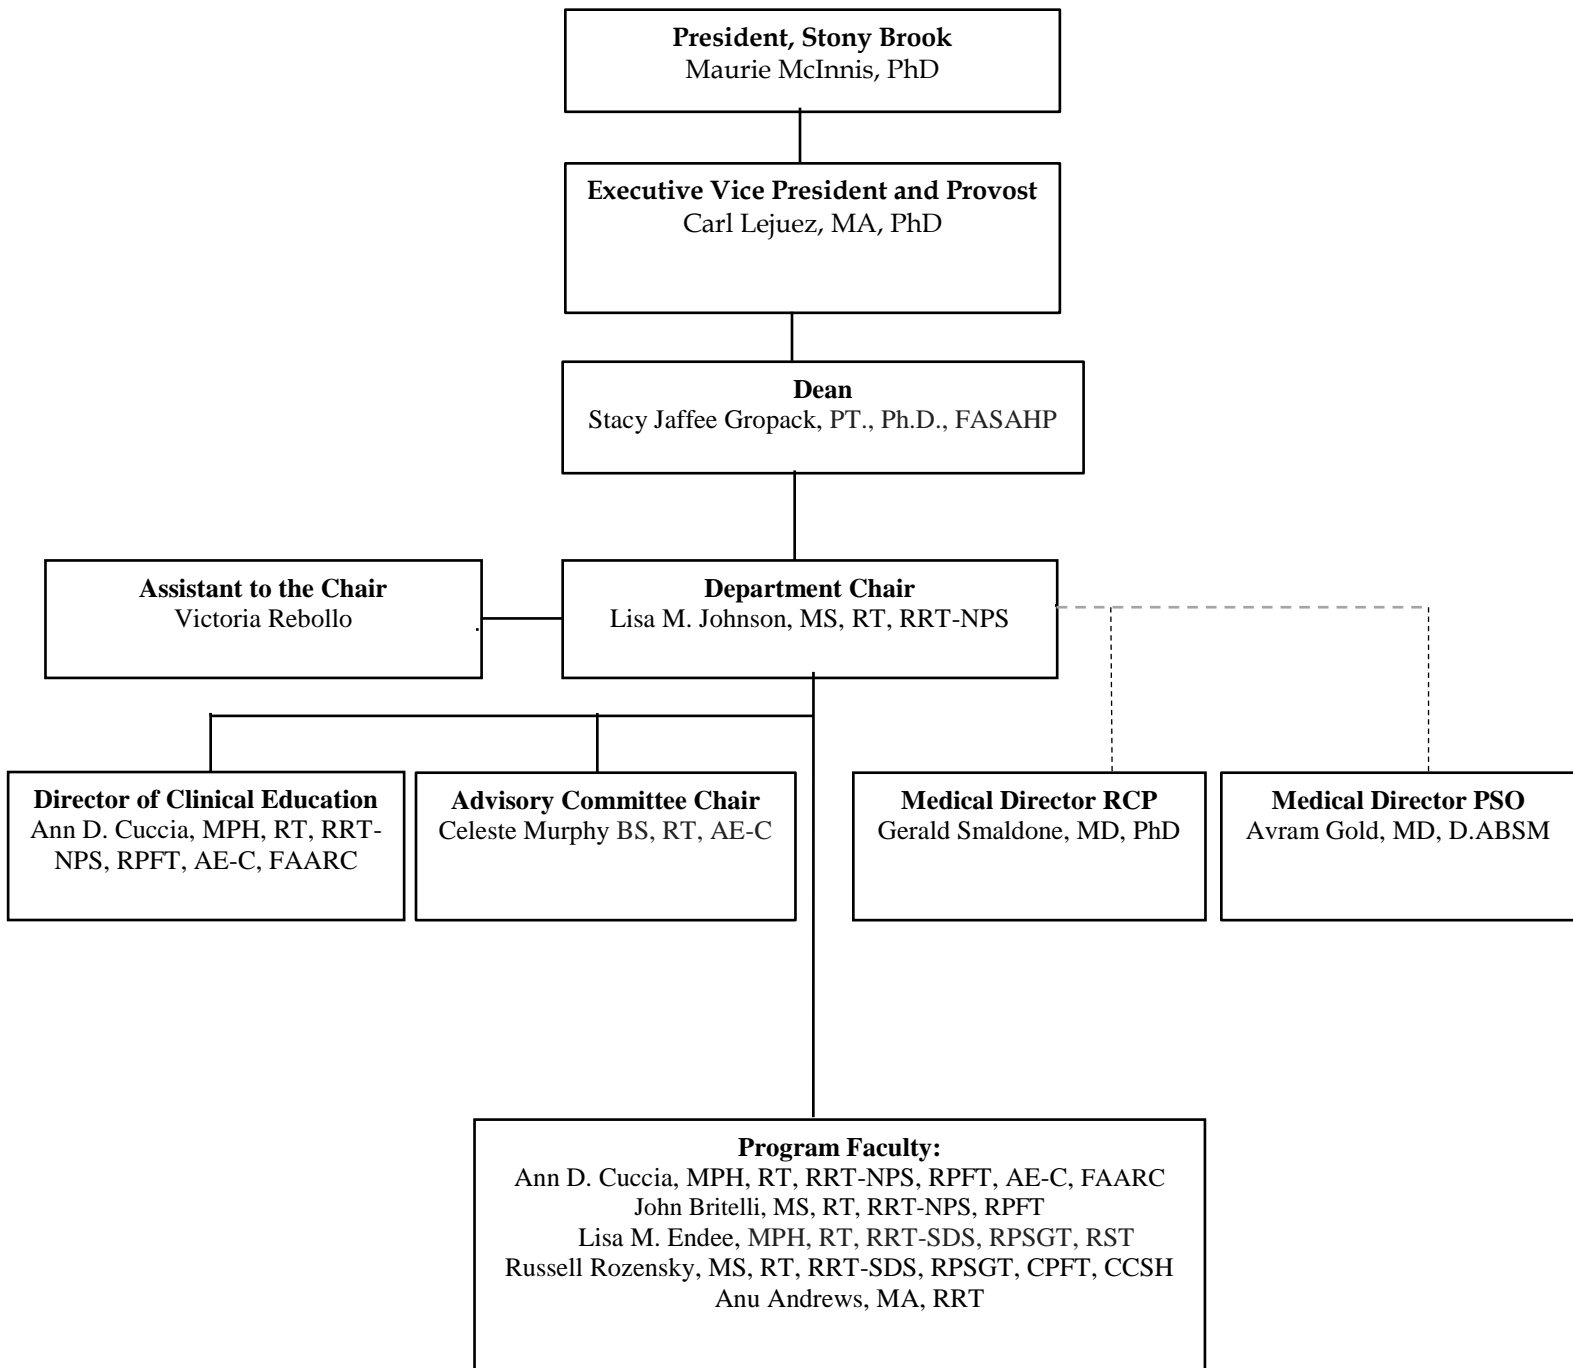 President, Stony Brook
Maurie McInnis, PhD
Executive Vice President and Provost
Carl Lejuez, MA, PhD
Dean
Stacy Jaffee Gropack, PT., Ph.D., FASAHP
Assistant to the Chair
Victoria Rebollo
.
Department Chair
Lisa M. Johnson, MS, RT, RRT-NPS
Director of Clinical Education
Ann D. Cuccia, MPH, RT, RRT-
NPS, RPFT, AE-C, FAARC
Advisory Committee Chair
Celeste Murphy BS, RT, AE-C
Medical Director RCP
Gerald Smaldone, MD, PhD
Medical Director PSO
Avram Gold, MD, D.ABSM
Program Faculty:
Ann D. Cuccia, MPH, RT, RRT-NPS, RPFT, AE-C, FAARC
John Britelli, MS, RT, RRT-NPS, RPFT
Lisa M. Endee, MPH, RT, RRT-SDS, RPSGT, RST
Russell Rozensky, MS, RT, RRT-SDS, RPSGT, CPFT, CCSH
Anu Andrews, MA, RRT